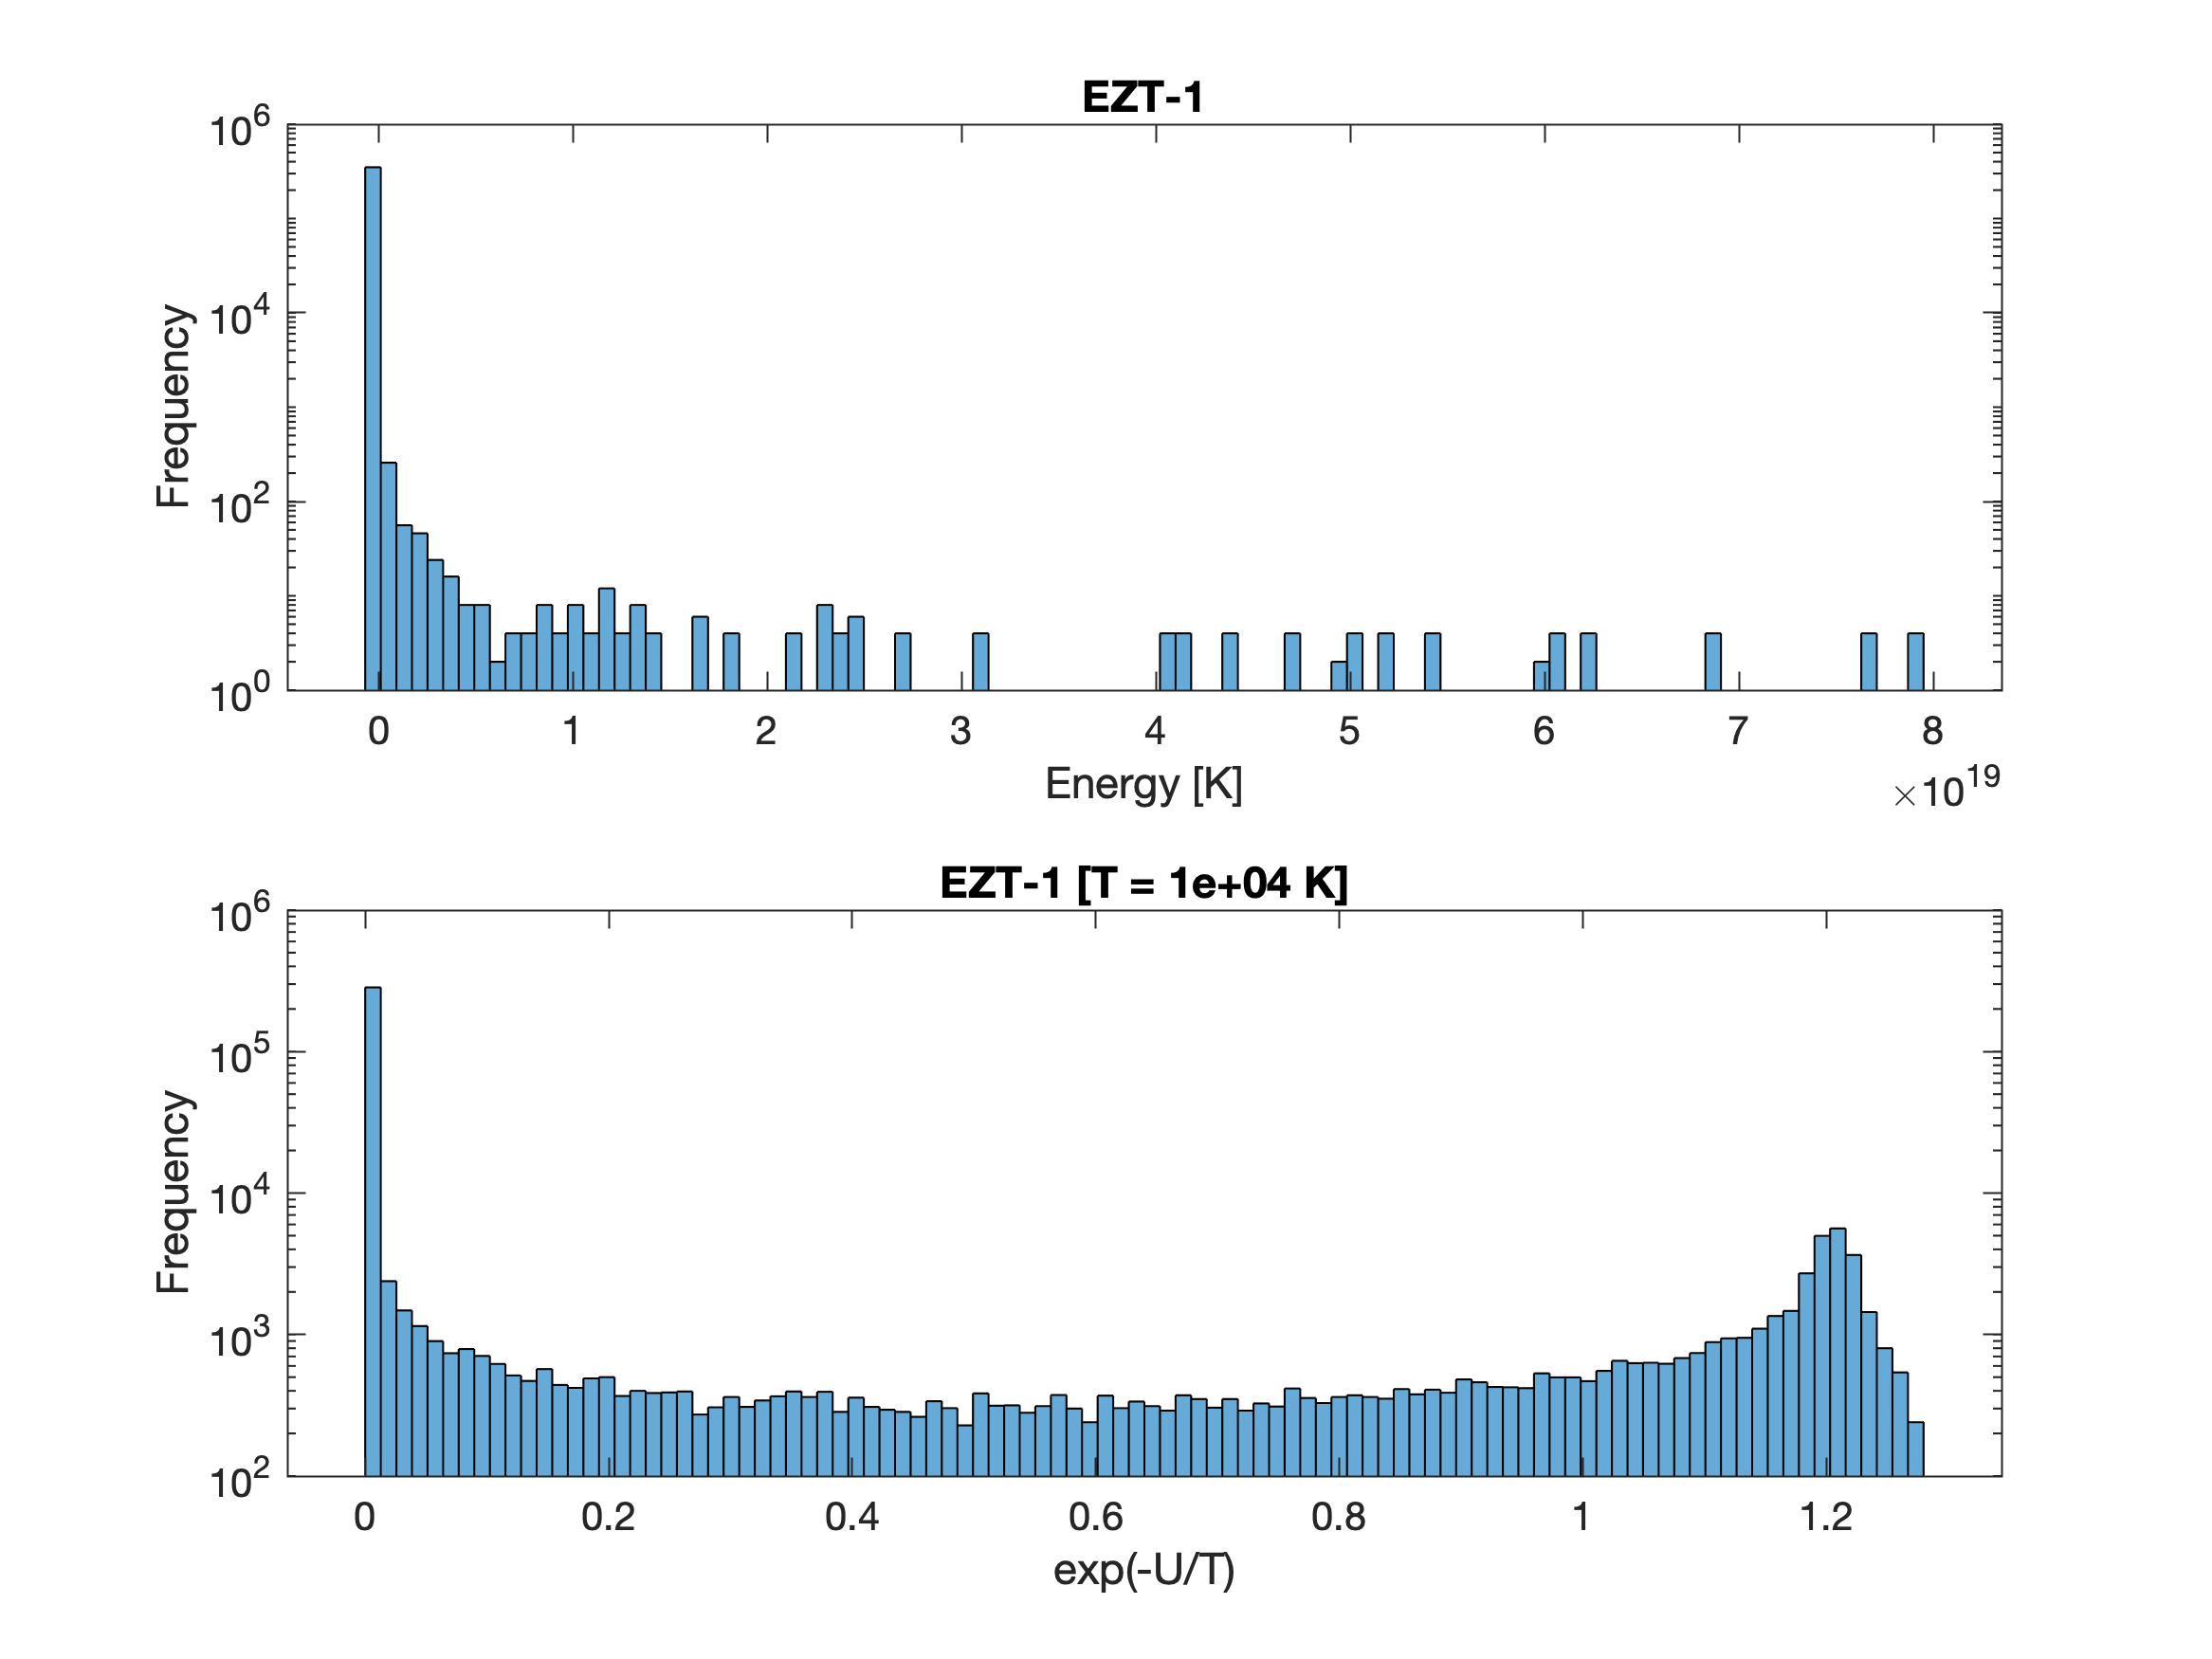 EZT-1
10^6
10^4
10^2
10^0
Frequency
0 1 2 3 4 5 6 7 8
Energy [K]
×10^19
EZT-1 [T = 1e+04 K]
10^6
10^5
10^4
10^3
10^2
Frequency
0 0.2 0.4 0.6 0.8 1 1.2
exp(-U/T)